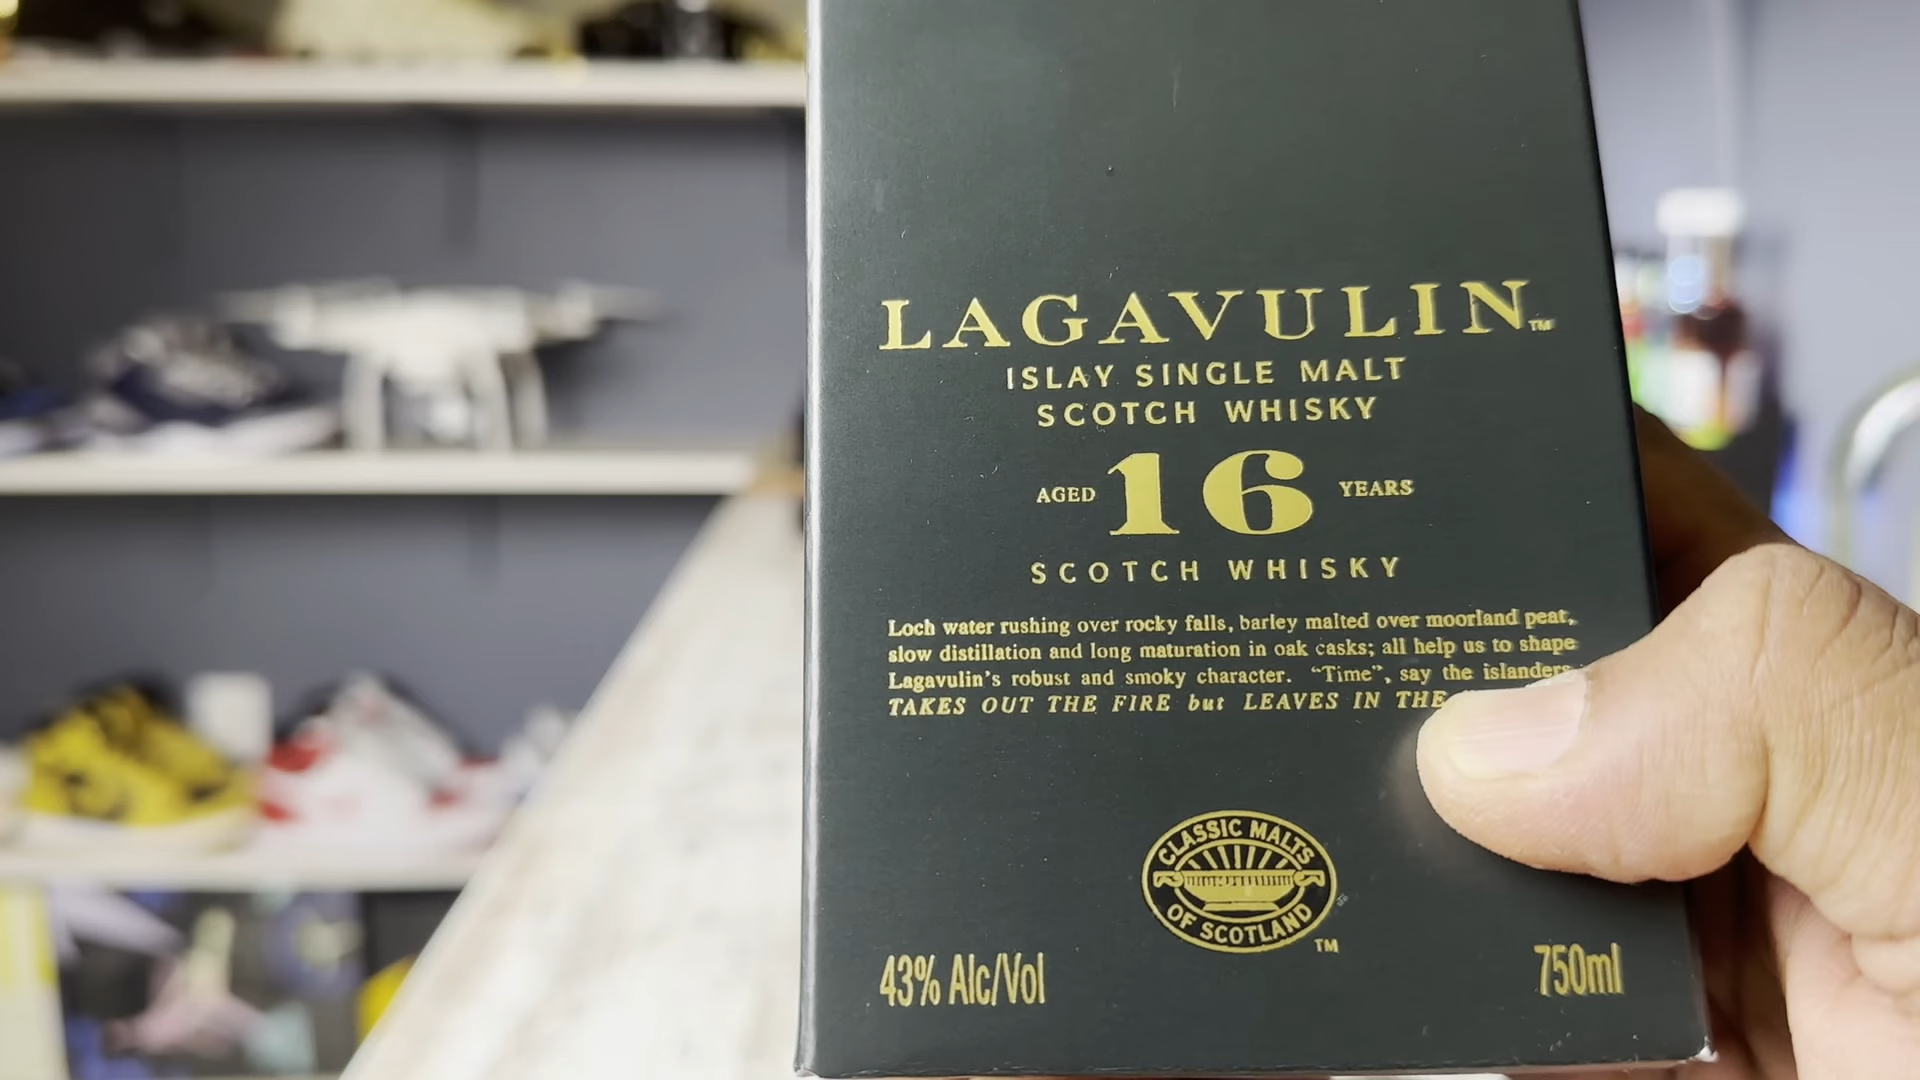 LAGAVULIN™
ISLAY SINGLE MALT
SCOTCH WHISKY
AGED 16 YEARS
SCOTCH WHISKY
Loch water rushing over rocky falls, barley malted over moorland peat,
slow distillation and long maturation in oak casks; all help us to shape
Lagavulin's robust and smoky character. "Time", say the islanders
TAKES OUT THE FIRE but LEAVES IN THE
CLASSIC MALTS
OF SCOTLAND
TM
43% Alc/Vol
750ml